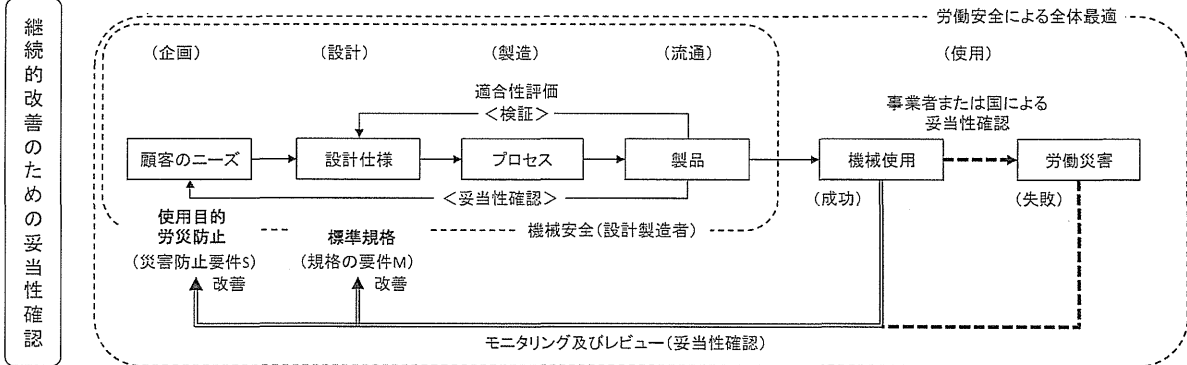 継続的改善のための妥当性確認
労働安全による全体最適
(企画)
(設計)
(製造)
(流通)
(使用)
適合性評価
＜検証＞
事業者または国による
妥当性確認
顧客のニーズ
設計仕様
プロセス
製品
機械使用
労働災害
＜妥当性確認＞
(成功)
(失敗)
使用目的
労災防止
(災害防止要件S)
改善
標準規格
(規格の要件M)
改善
機械安全(設計製造者)
モニタリング及びレビュー(妥当性確認)